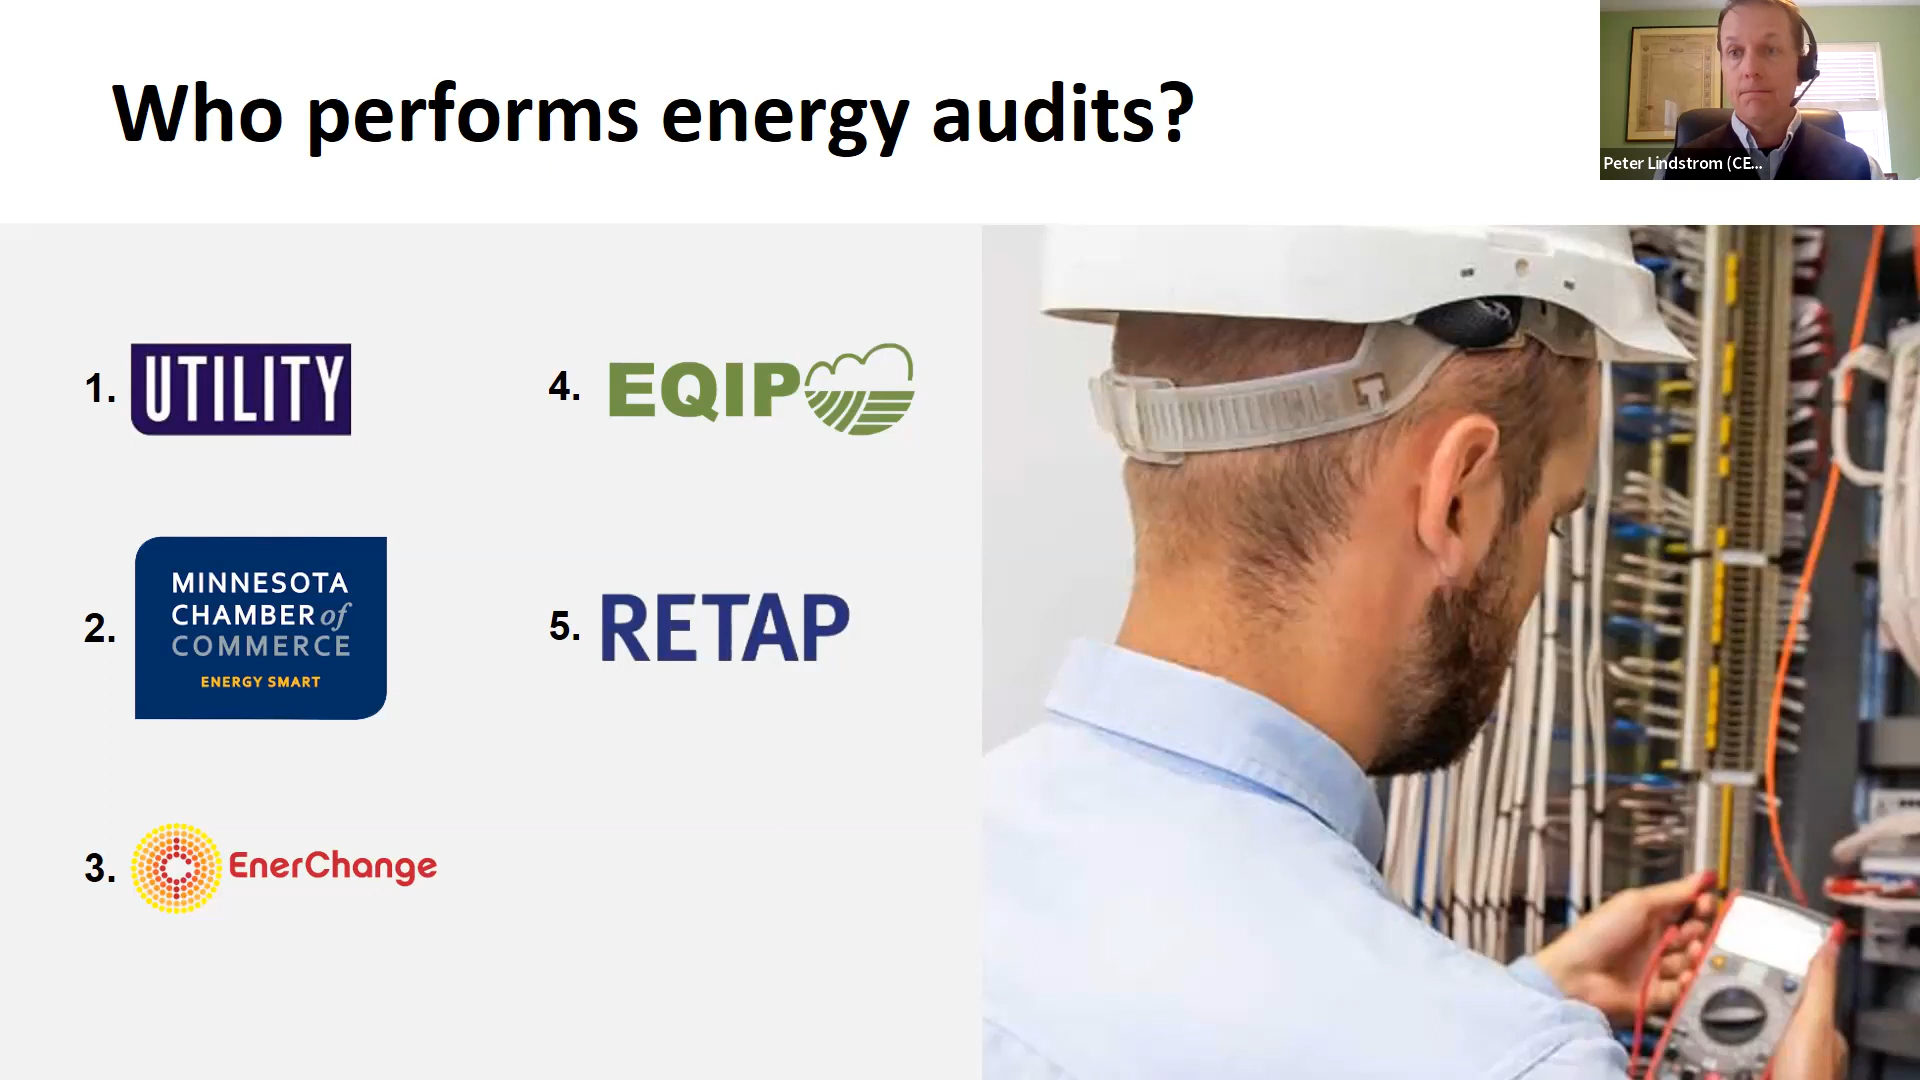 Who performs energy audits?
Peter Lindstrom (CE...
1. UTILITY
2. MINNESOTA
CHAMBER of
COMMERCE
ENERGY SMART
3. EnerChange
4. EQIP
5. RETAP